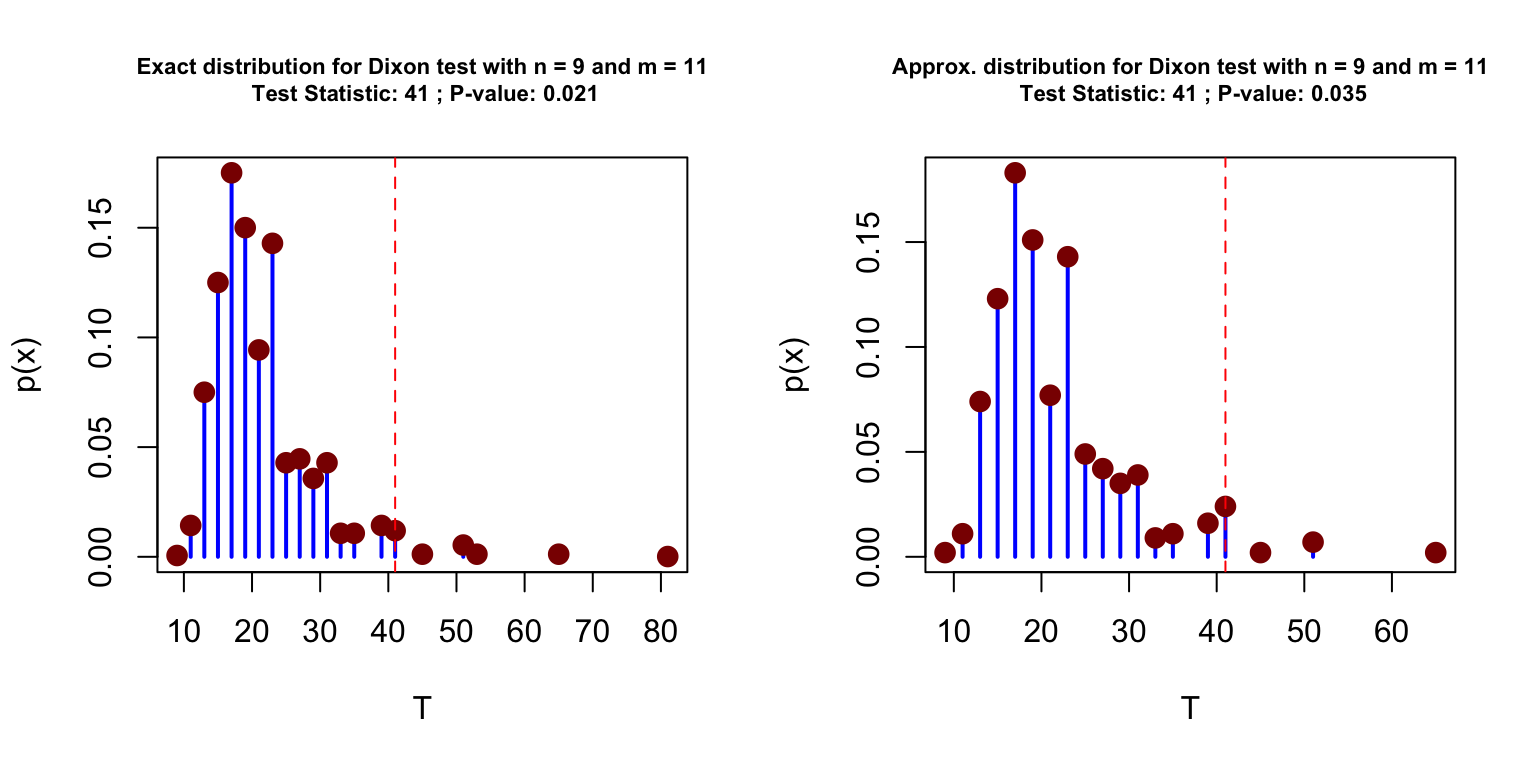 Exact distribution for Dixon test with n = 9 and m = 11
Test Statistic: 41 ; P-value: 0.021
p(x)
0.15
0.10
0.05
0.00
10 20 30 40 50 60 70 80
T
Approx. distribution for Dixon test with n = 9 and m = 11
Test Statistic: 41 ; P-value: 0.035
p(x)
0.15
0.10
0.05
0.00
10 20 30 40 50 60
T